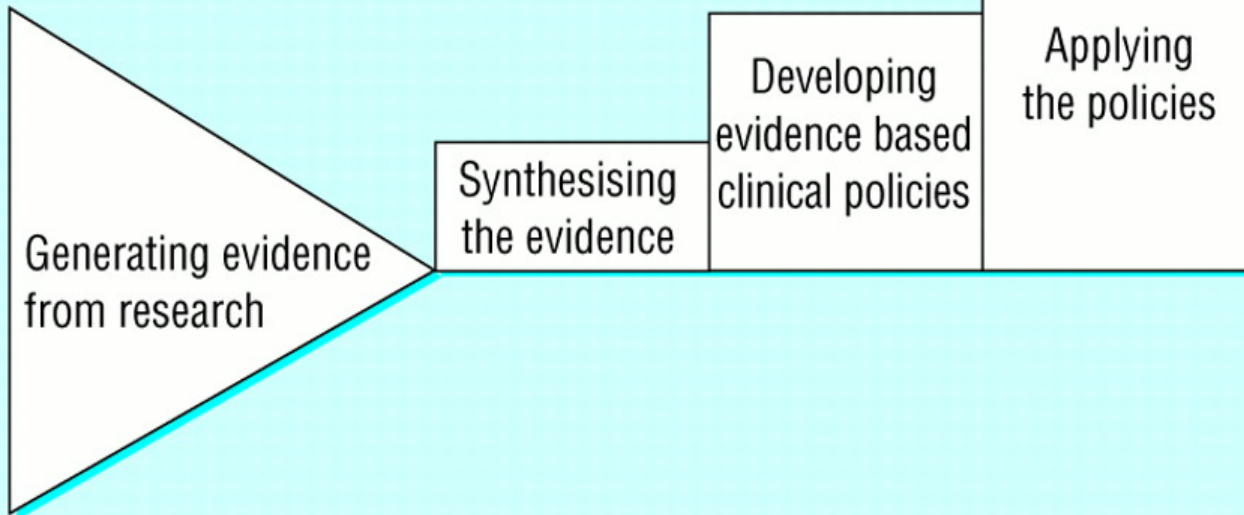 Generating evidence
from research
Synthesising
the evidence
Developing
evidence based
clinical policies
Applying
the policies